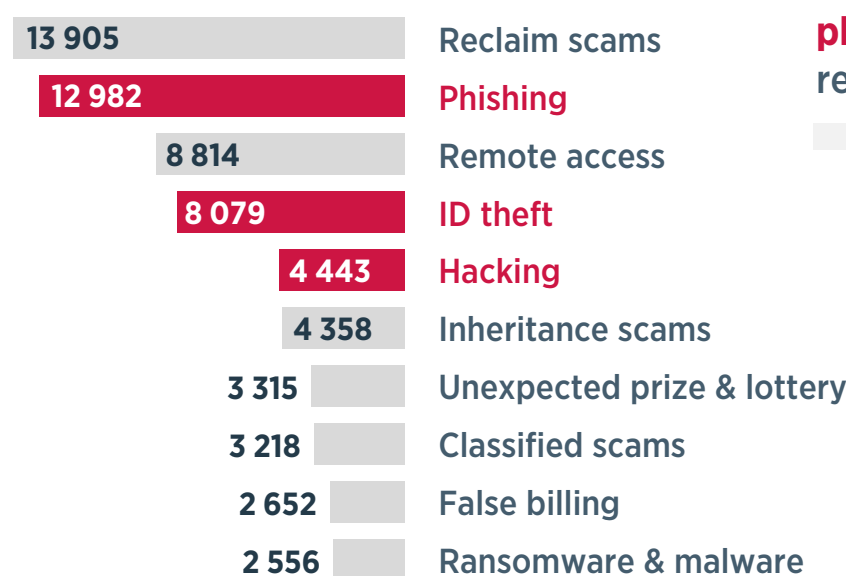 13 905 Reclaim scams
12 982 Phishing
8 814 Remote access
8 079 ID theft
4 443 Hacking
4 358 Inheritance scams
3 315 Unexpected prize & lottery
3 218 Classified scams
2 652 False billing
2 556 Ransomware & malware